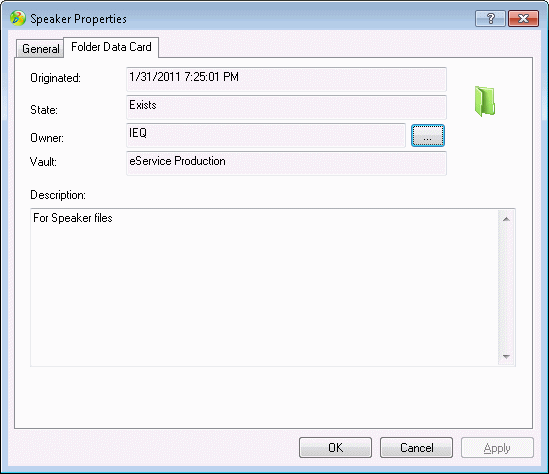 Speaker Properties
?
General
Folder Data Card
Originated:
1/31/2011 7:25:01 PM
State:
Exists
Owner:
IEQ
...
Vault:
eService Production
Description:
For Speaker files
OK
Cancel
Apply